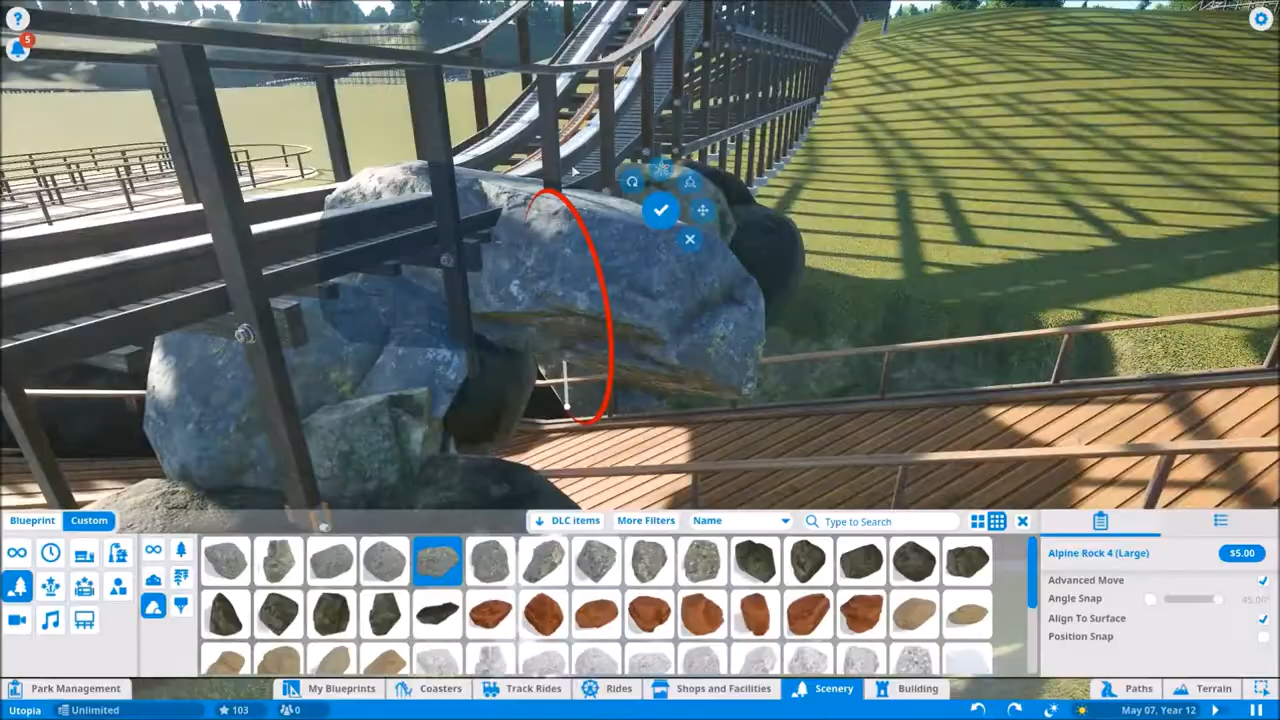 ?
5
Blueprint Custom
DLC items More Filters Name Type to Search
Alpine Rock 4 (Large) $5.00
Advanced Move
Angle Snap 45.00°
Align To Surface
Position Snap
Park Management My Blueprints Coasters Track Rides Rides Shops and Facilities Scenery Building Paths Terrain
Utopia Unlimited 103 0 May 07, Year 12